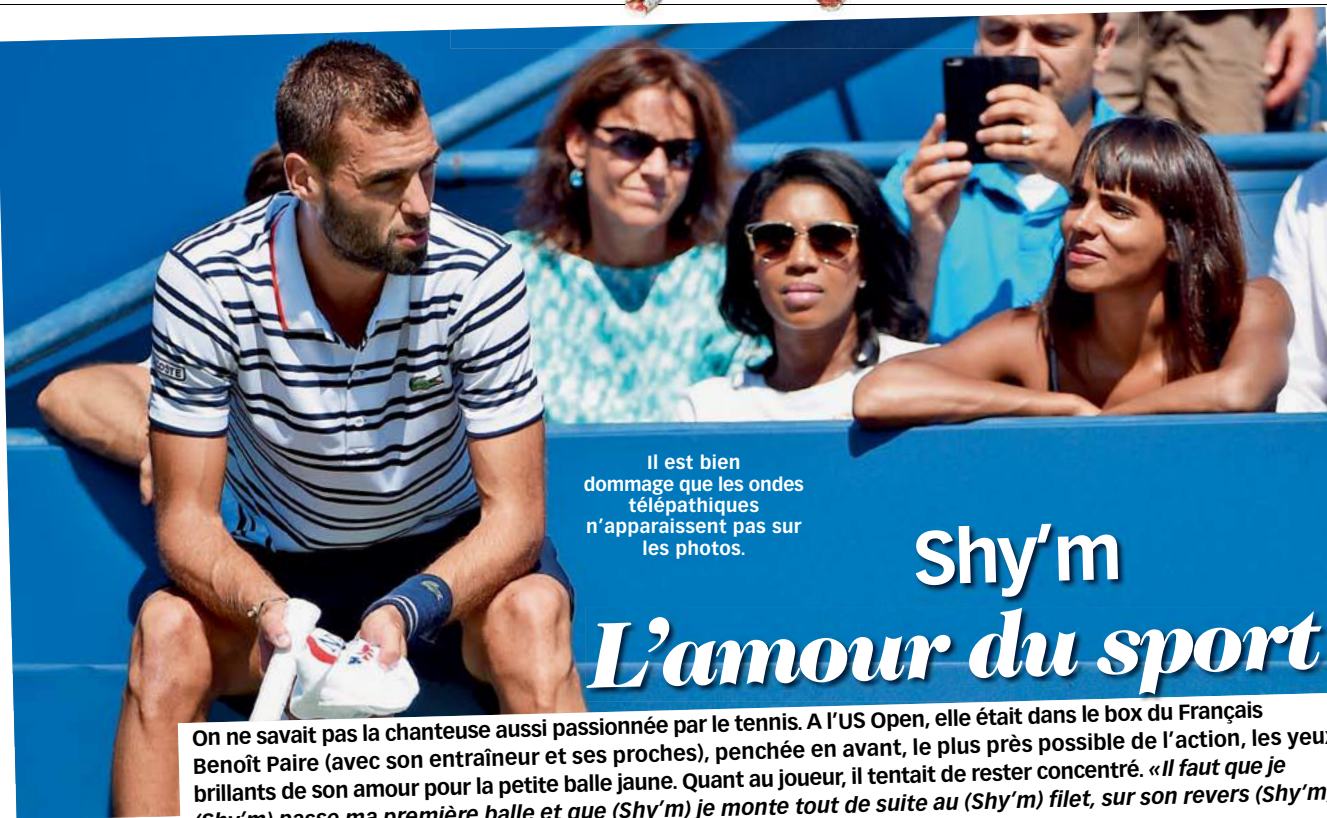 Il est bien
dommage que les ondes
télépathiques
n'apparaissent pas sur
les photos.
Shy'm
L'amour du sport
On ne savait pas la chanteuse aussi passionnée par le tennis. A l'US Open, elle était dans le box du Français
Benoît Paire (avec son entraîneur et ses proches), penchée en avant, le plus près possible de l'action, les yeux
brillants de son amour pour la petite balle jaune. Quant au joueur, il tentait de rester concentré. «Il faut que je
(Shy'm) passe ma première balle et que (Shy'm) je monte tout de suite au (Shy'm) filet, sur son revers (Shy'm